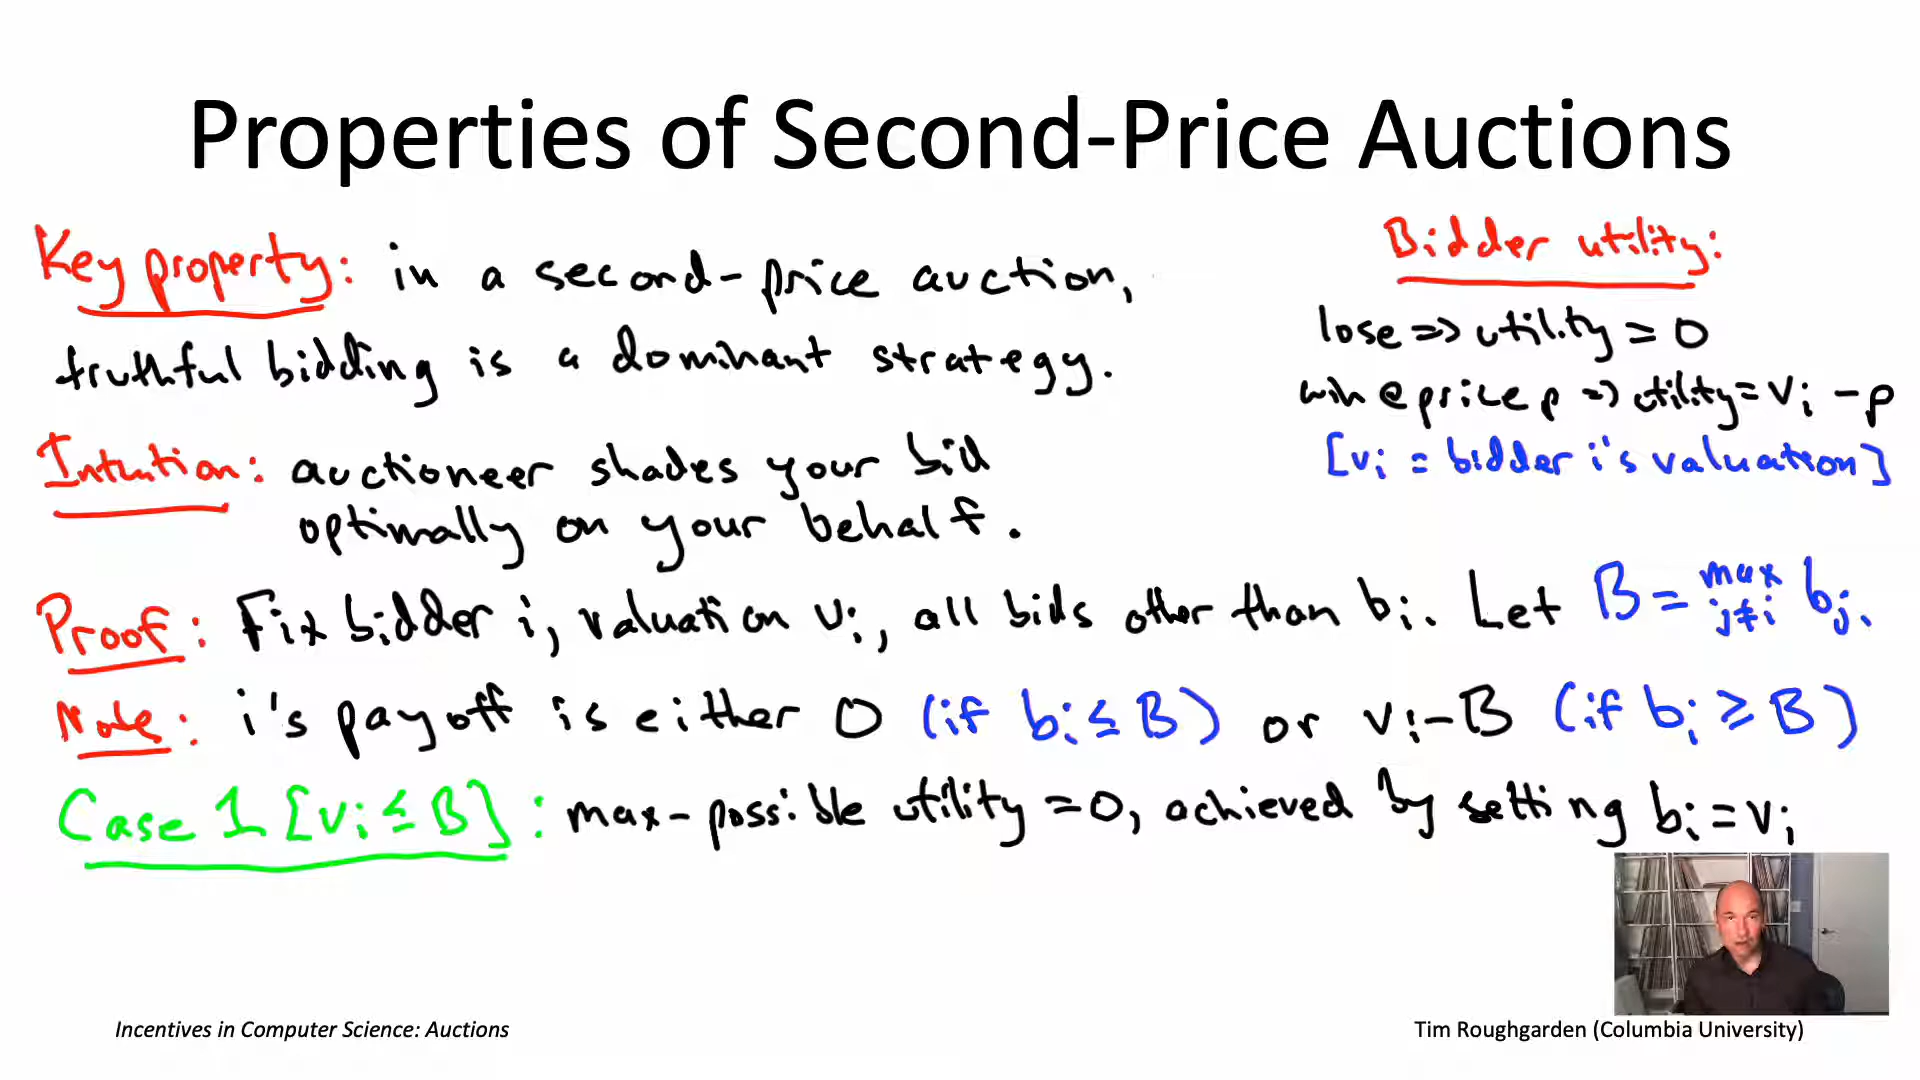 Properties of Second-Price Auctions
Key property: in a second-price auction,
truthful bidding is a dominant strategy.
Bidder utility:
lose => utility = 0
win @ price p => utility = vᵢ - p
[vᵢ = bidder i's valuation]
Intuition: auctioneer shades your bid
optimally on your behalf.
Proof: Fix bidder i, valuation vᵢ, all bids other than bᵢ. Let B = max_{j≠i} bⱼ.
Note: i's payoff is either 0 (if bᵢ ≤ B) or vᵢ - B (if bᵢ ≥ B)
Case 1 [vᵢ ≤ B]: max-possible utility = 0, achieved by setting bᵢ = vᵢ
Incentives in Computer Science: Auctions
Tim Roughgarden (Columbia University)